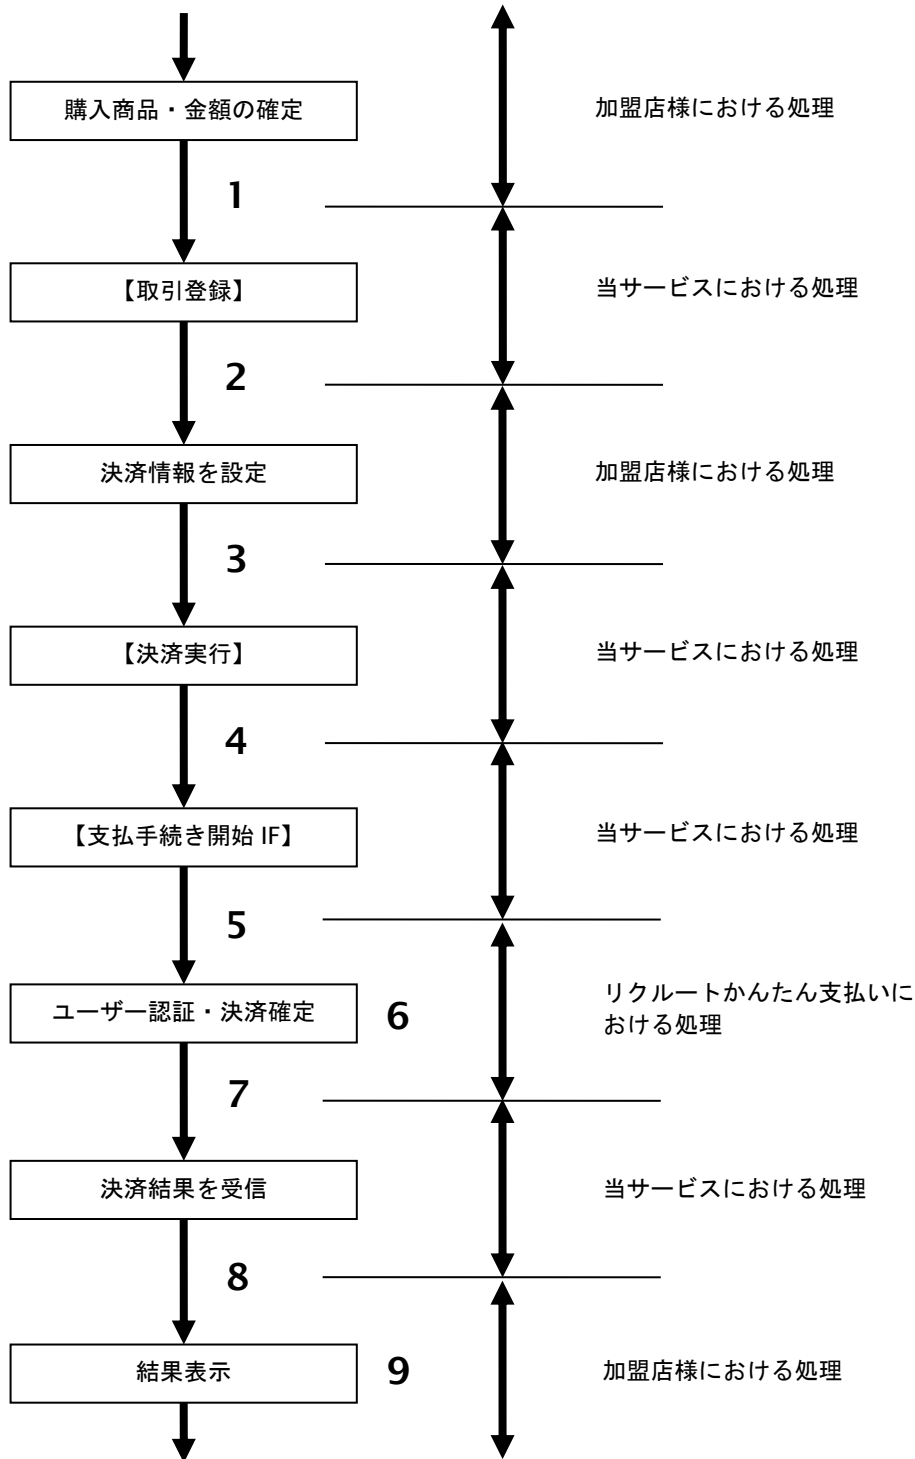 購入商品・金額の確定
加盟店様における処理
1
【取引登録】
当サービスにおける処理
2
決済情報を設定
加盟店様における処理
3
【決済実行】
当サービスにおける処理
4
【支払手続き開始 IF】
当サービスにおける処理
5
ユーザー認証・決済確定
6
リクルートかんたん支払いに
おける処理
7
決済結果を受信
当サービスにおける処理
8
結果表示
9
加盟店様における処理